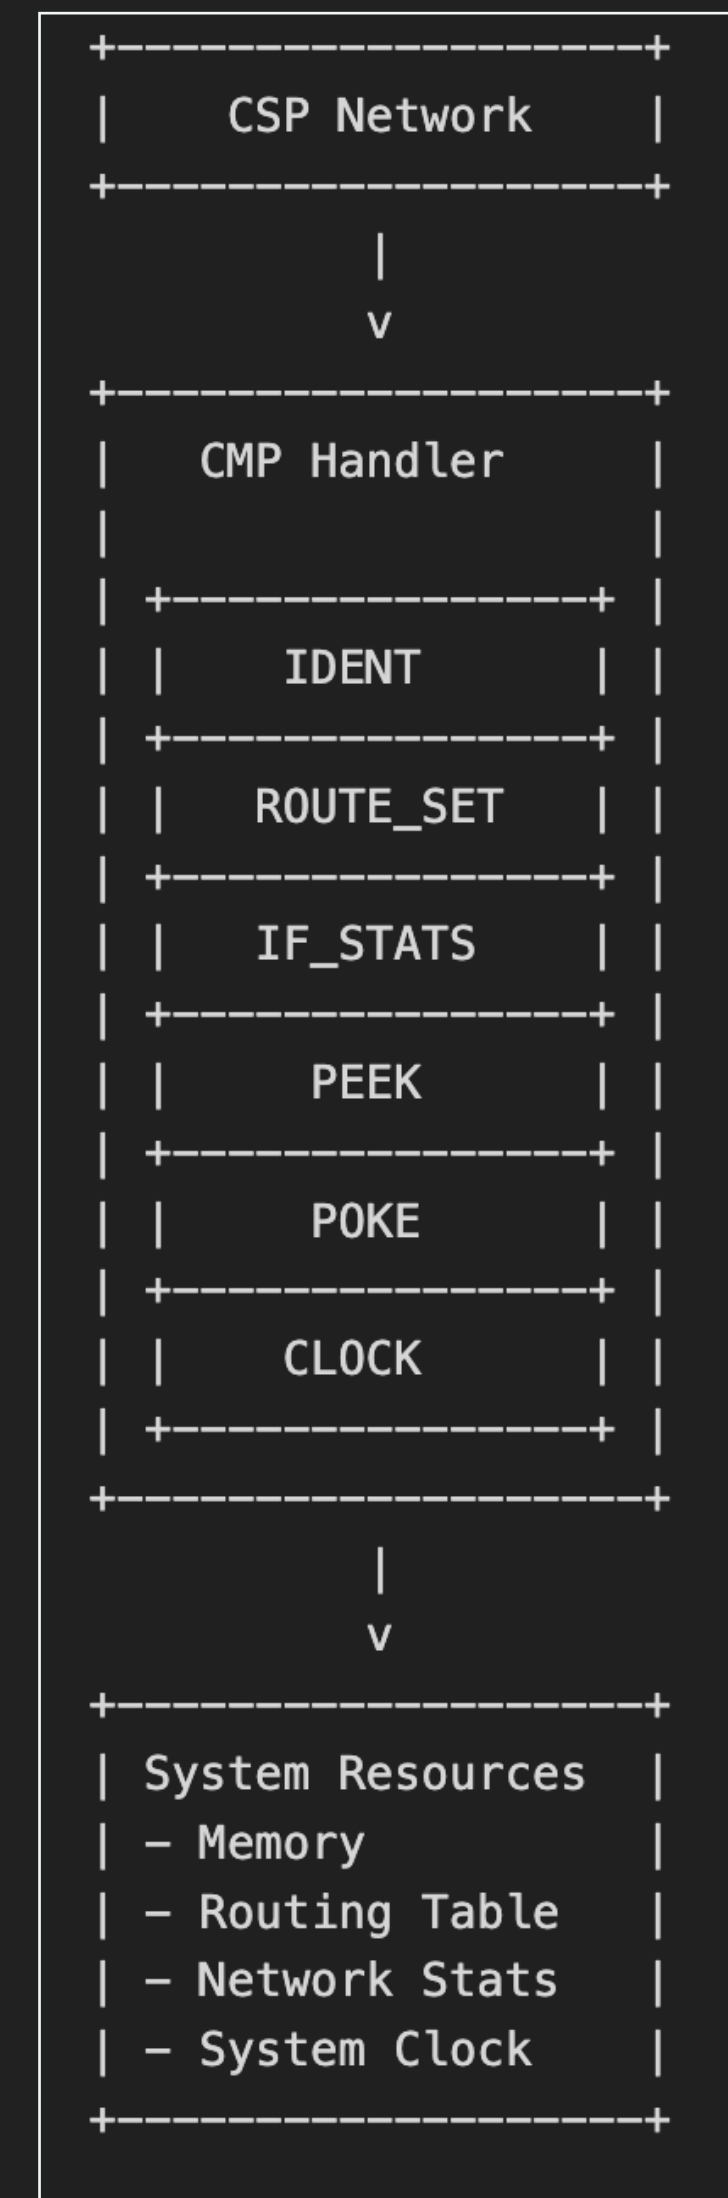 +-------------------+
|    CSP Network    |
+-------------------+
          |
          v
+-------------------+
|   CMP Handler     |
|                   |
| +---------------+ |
| |    IDENT      | |
| +---------------+ |
| |   ROUTE_SET   | |
| +---------------+ |
| |   IF_STATS    | |
| +---------------+ |
| |     PEEK      | |
| +---------------+ |
| |     POKE      | |
| +---------------+ |
| |    CLOCK      | |
| +---------------+ |
+-------------------+
          |
          v
+-------------------+
| System Resources  |
| - Memory          |
| - Routing Table   |
| - Network Stats   |
| - System Clock    |
+-------------------+